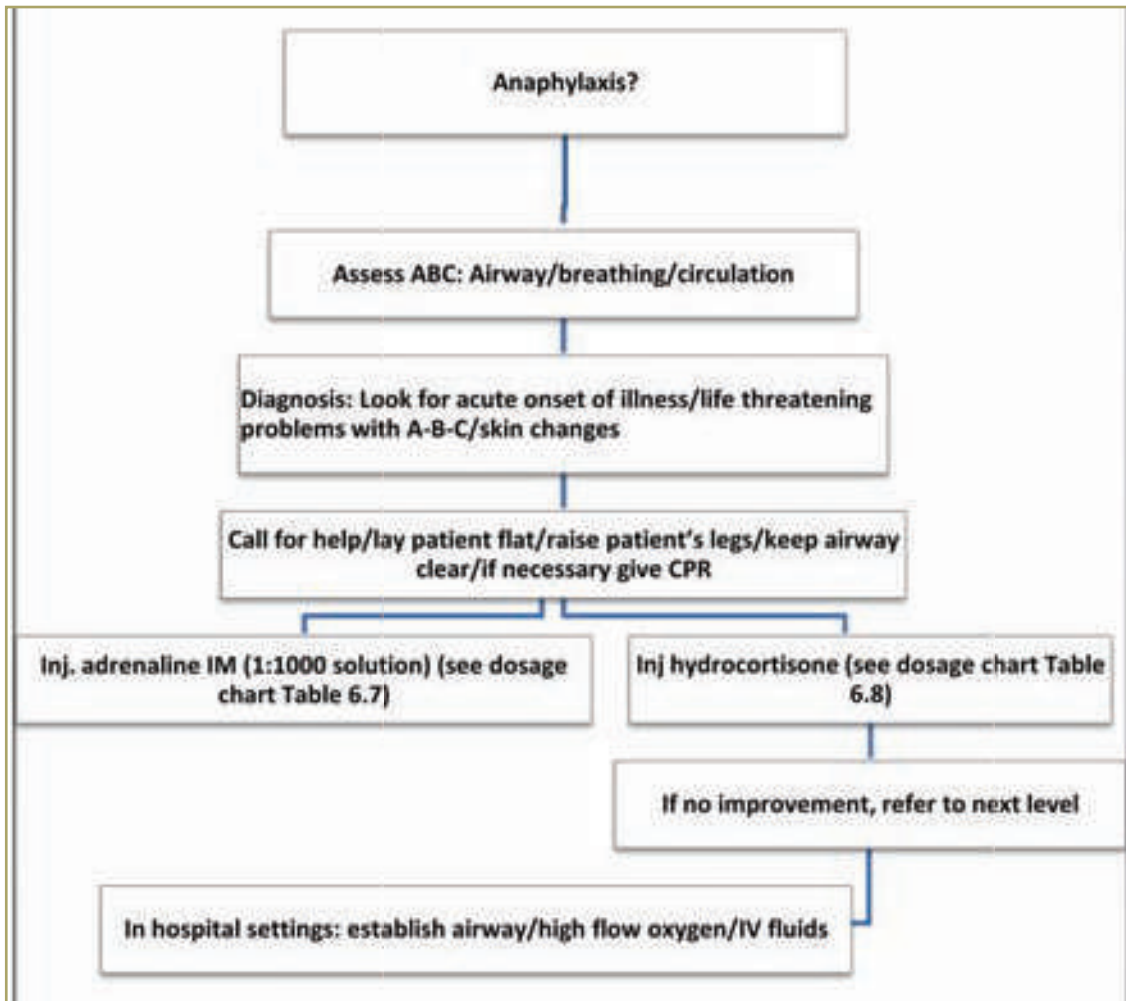 Anaphylaxis?
Assess ABC: Airway/breathing/circulation
Diagnosis: Look for acute onset of illness/life threatening
problems with A-B-C/skin changes
Call for help/lay patient flat/raise patient's legs/keep airway
clear/if necessary give CPR
Inj. adrenaline IM (1:1000 solution) (see dosage
chart Table 6.7)
Inj hydrocortisone (see dosage chart Table
6.8)
If no improvement, refer to next level
In hospital settings: establish airway/high flow oxygen/IV fluids